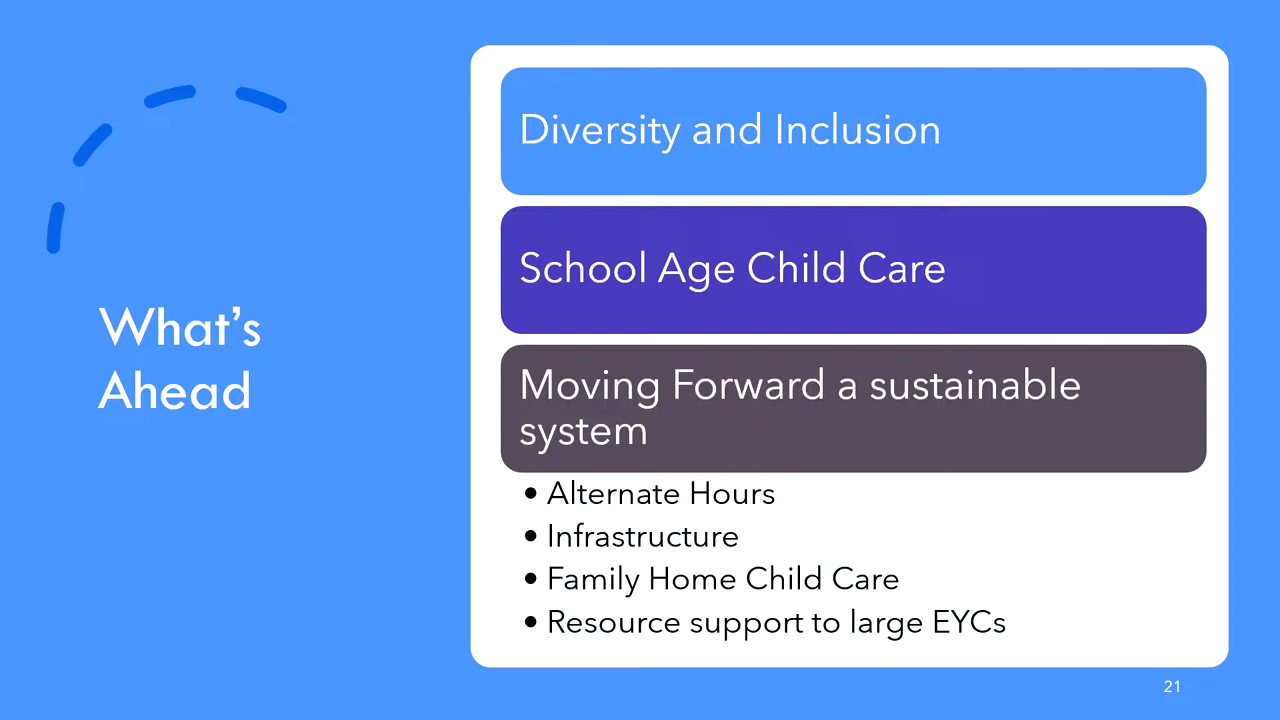 What’s
Ahead
Diversity and Inclusion
School Age Child Care
Moving Forward a sustainable
system
• Alternate Hours
• Infrastructure
• Family Home Child Care
• Resource support to large EYCs
21